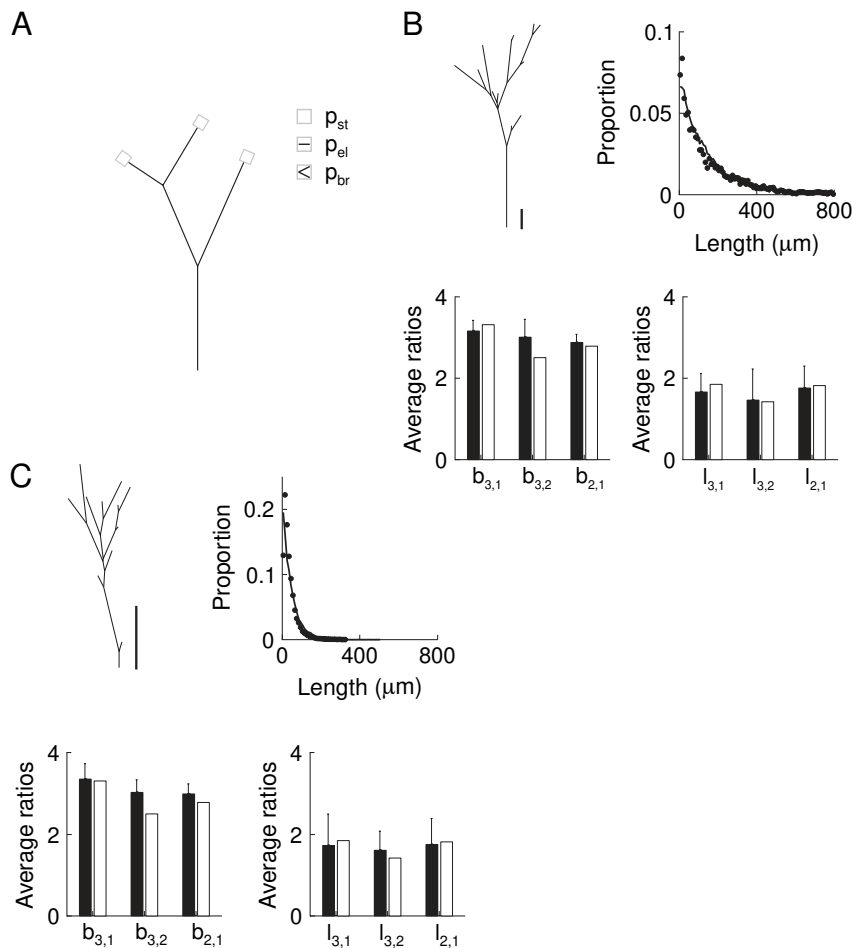 A
p_st
p_el
p_br
B
Proportion
0.1
0.05
0
0 400 800
Length (μm)
Average ratios
4
2
0
b_3,1 b_3,2 b_2,1
Average ratios
4
2
0
l_3,1 l_3,2 l_2,1
C
Proportion
0.2
0.1
0
0 400 800
Length (μm)
Average ratios
4
2
0
b_3,1 b_3,2 b_2,1
Average ratios
4
2
0
l_3,1 l_3,2 l_2,1